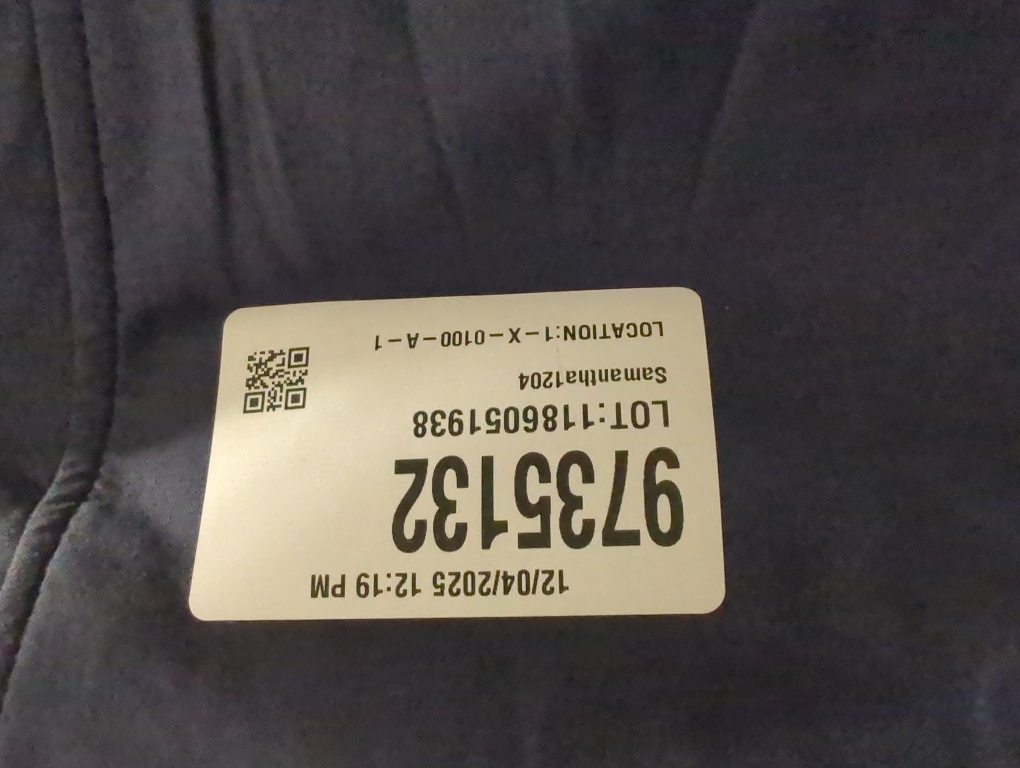 12/04/2025 12:19 PM
9735132
LOT:1186051938
Samantha1204
LOCATION:1-X-0100-A-1